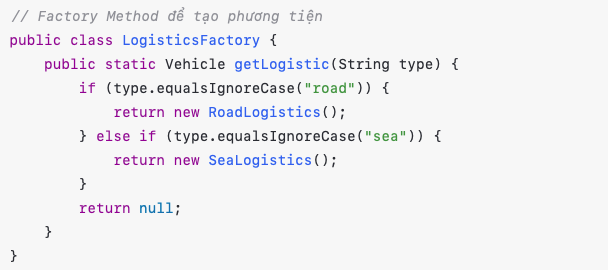 // Factory Method để tạo phương tiện
public class LogisticsFactory {
    public static Vehicle getLogistic(String type) {
        if (type.equalsIgnoreCase("road")) {
            return new RoadLogistics();
        } else if (type.equalsIgnoreCase("sea")) {
            return new SeaLogistics();
        }
        return null;
    }
}